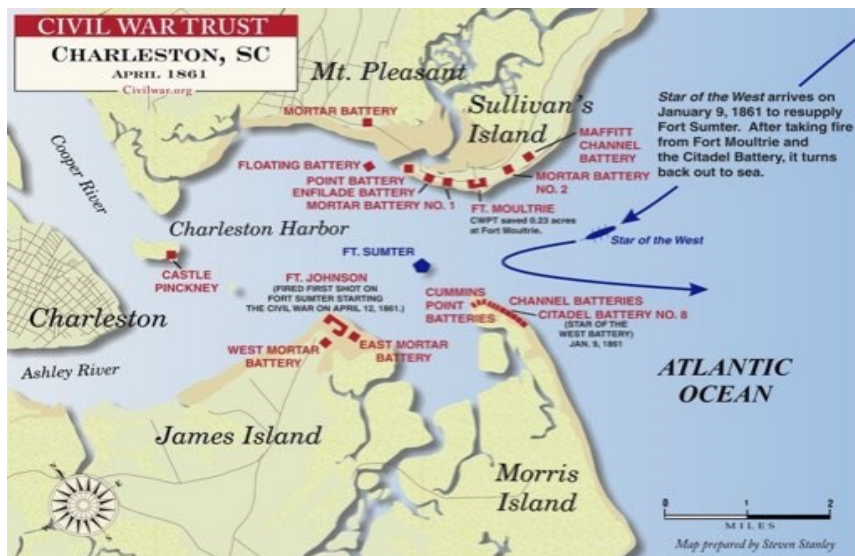 CIVIL WAR TRUST
CHARLESTON, SC
APRIL 1861
Civilwar.org
Mt. Pleasant
MORTAR BATTERY
Sullivan's
Island
Star of the West arrives on
January 9, 1861 to resupply
Fort Sumter. After taking fire
from Fort Moultrie and
the Citadel Battery, it turns
back out to sea.
MAFFITT
CHANNEL
BATTERY
Cooper River
FLOATING BATTERY
POINT BATTERY
ENFILADE BATTERY
MORTAR BATTERY NO. 1
MORTAR BATTERY
NO. 2
FT. MOULTRIE
CWPT saved 0.23 acres
at Fort Moultrie.
Charleston Harbor
Star of the West
FT. SUMTER
CASTLE
PINCKNEY
FT. JOHNSON
(FIRED FIRST SHOT ON
FORT SUMTER STARTING
THE CIVIL WAR ON APRIL 12, 1861.)
CUMMINS
POINT
BATTERIES
CHANNEL BATTERIES
CITADEL BATTERY NO. 8
(STAR OF THE
WEST BATTERY)
JAN. 9, 1861
Charleston
WEST MORTAR
BATTERY
EAST MORTAR
BATTERY
Ashley River
ATLANTIC
OCEAN
James Island
Morris
Island
E
S
0 1 2
MILES
Map prepared by Steven Stanley